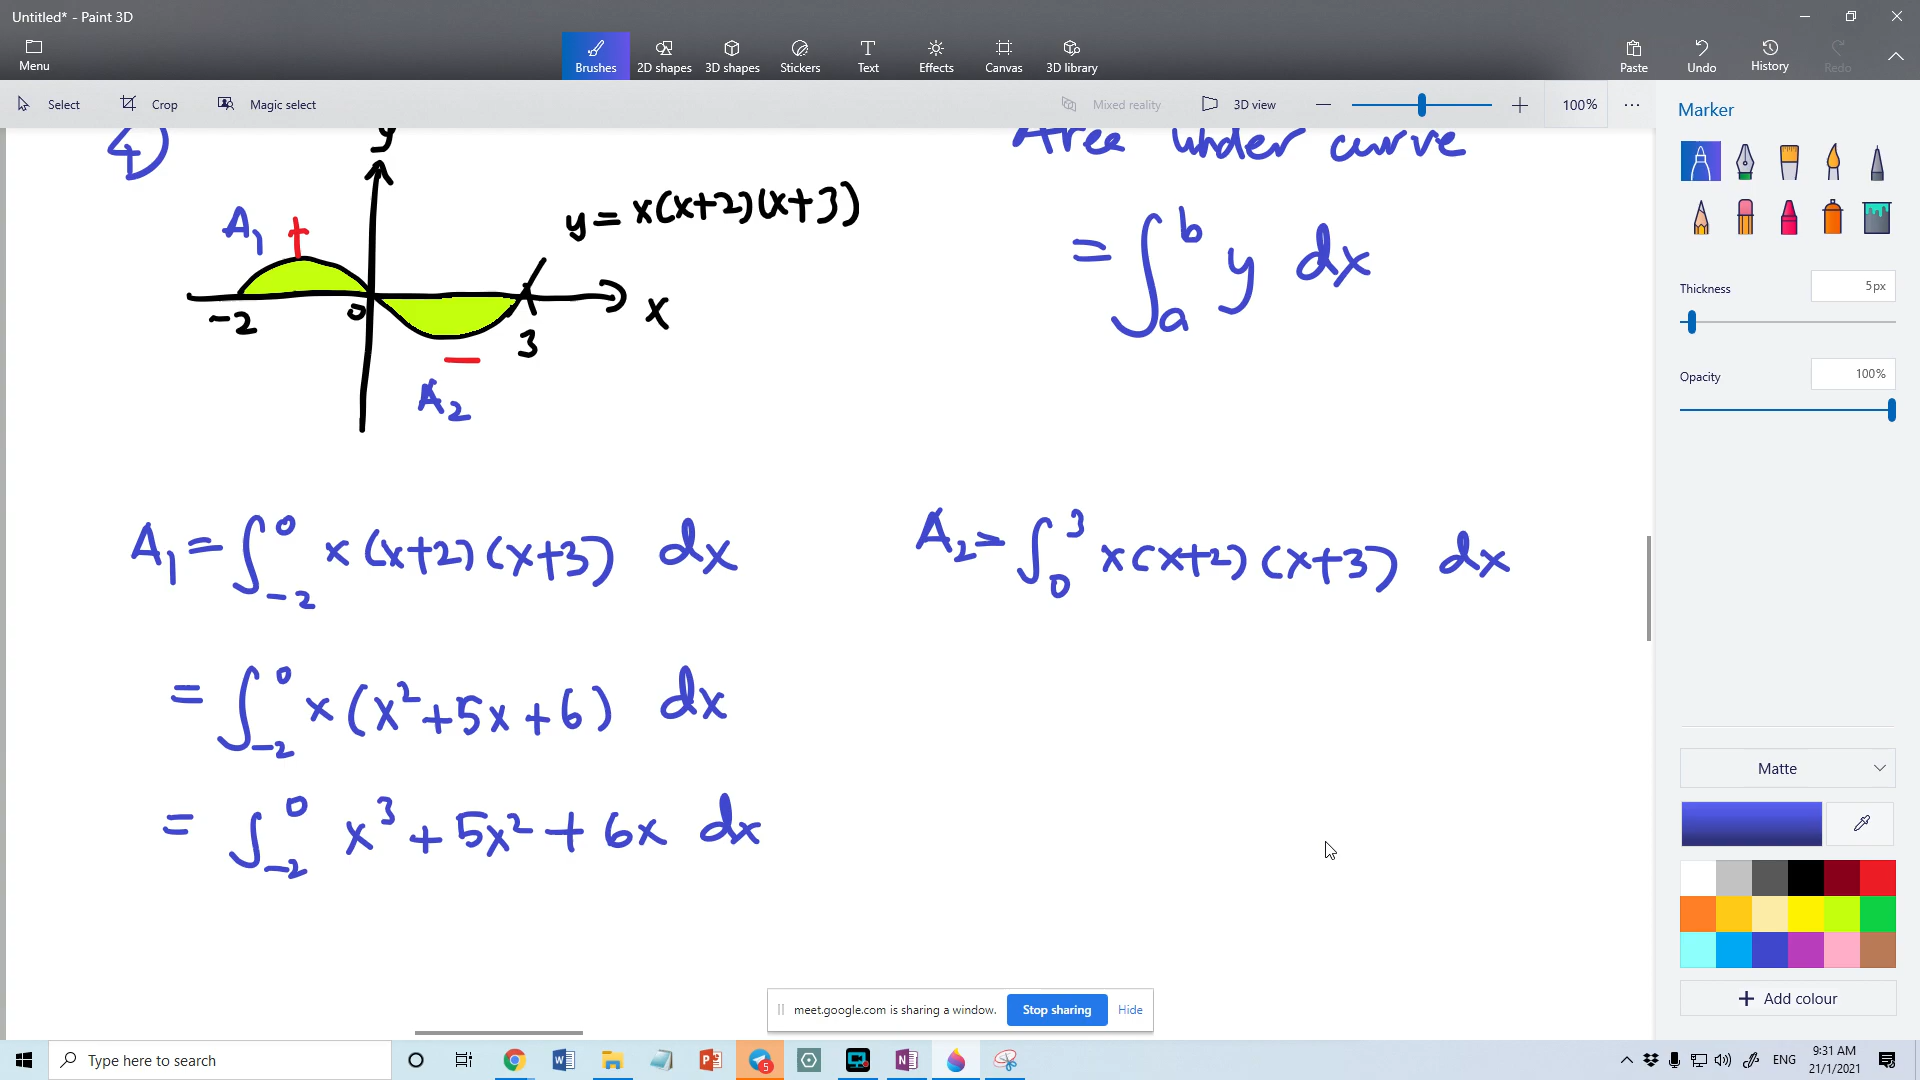 Untitled* - Paint 3D
Menu
Brushes
2D shapes
3D shapes
Stickers
Text
Effects
Canvas
3D library
Paste
Undo
History
Redo
Select
Crop
Magic select
Mixed reality
3D view
100%
Marker
Thickness
5px
Opacity
100%
Matte
Add colour
4)
y
Area under curve
A₁ +
y = x(x+2)(x+3)
= ∫ₐᵇ y dx
-2 0 3 x
−
A₂
A₁ = ∫₋₂⁰ x(x+2)(x+3) dx
A₂ = ∫₀³ x(x+2)(x+3) dx
= ∫₋₂⁰ x(x²+5x+6) dx
= ∫₋₂⁰ x³ + 5x² + 6x dx
meet.google.com is sharing a window.
Stop sharing
Hide
Type here to search
5
ENG
9:31 AM
21/1/2021